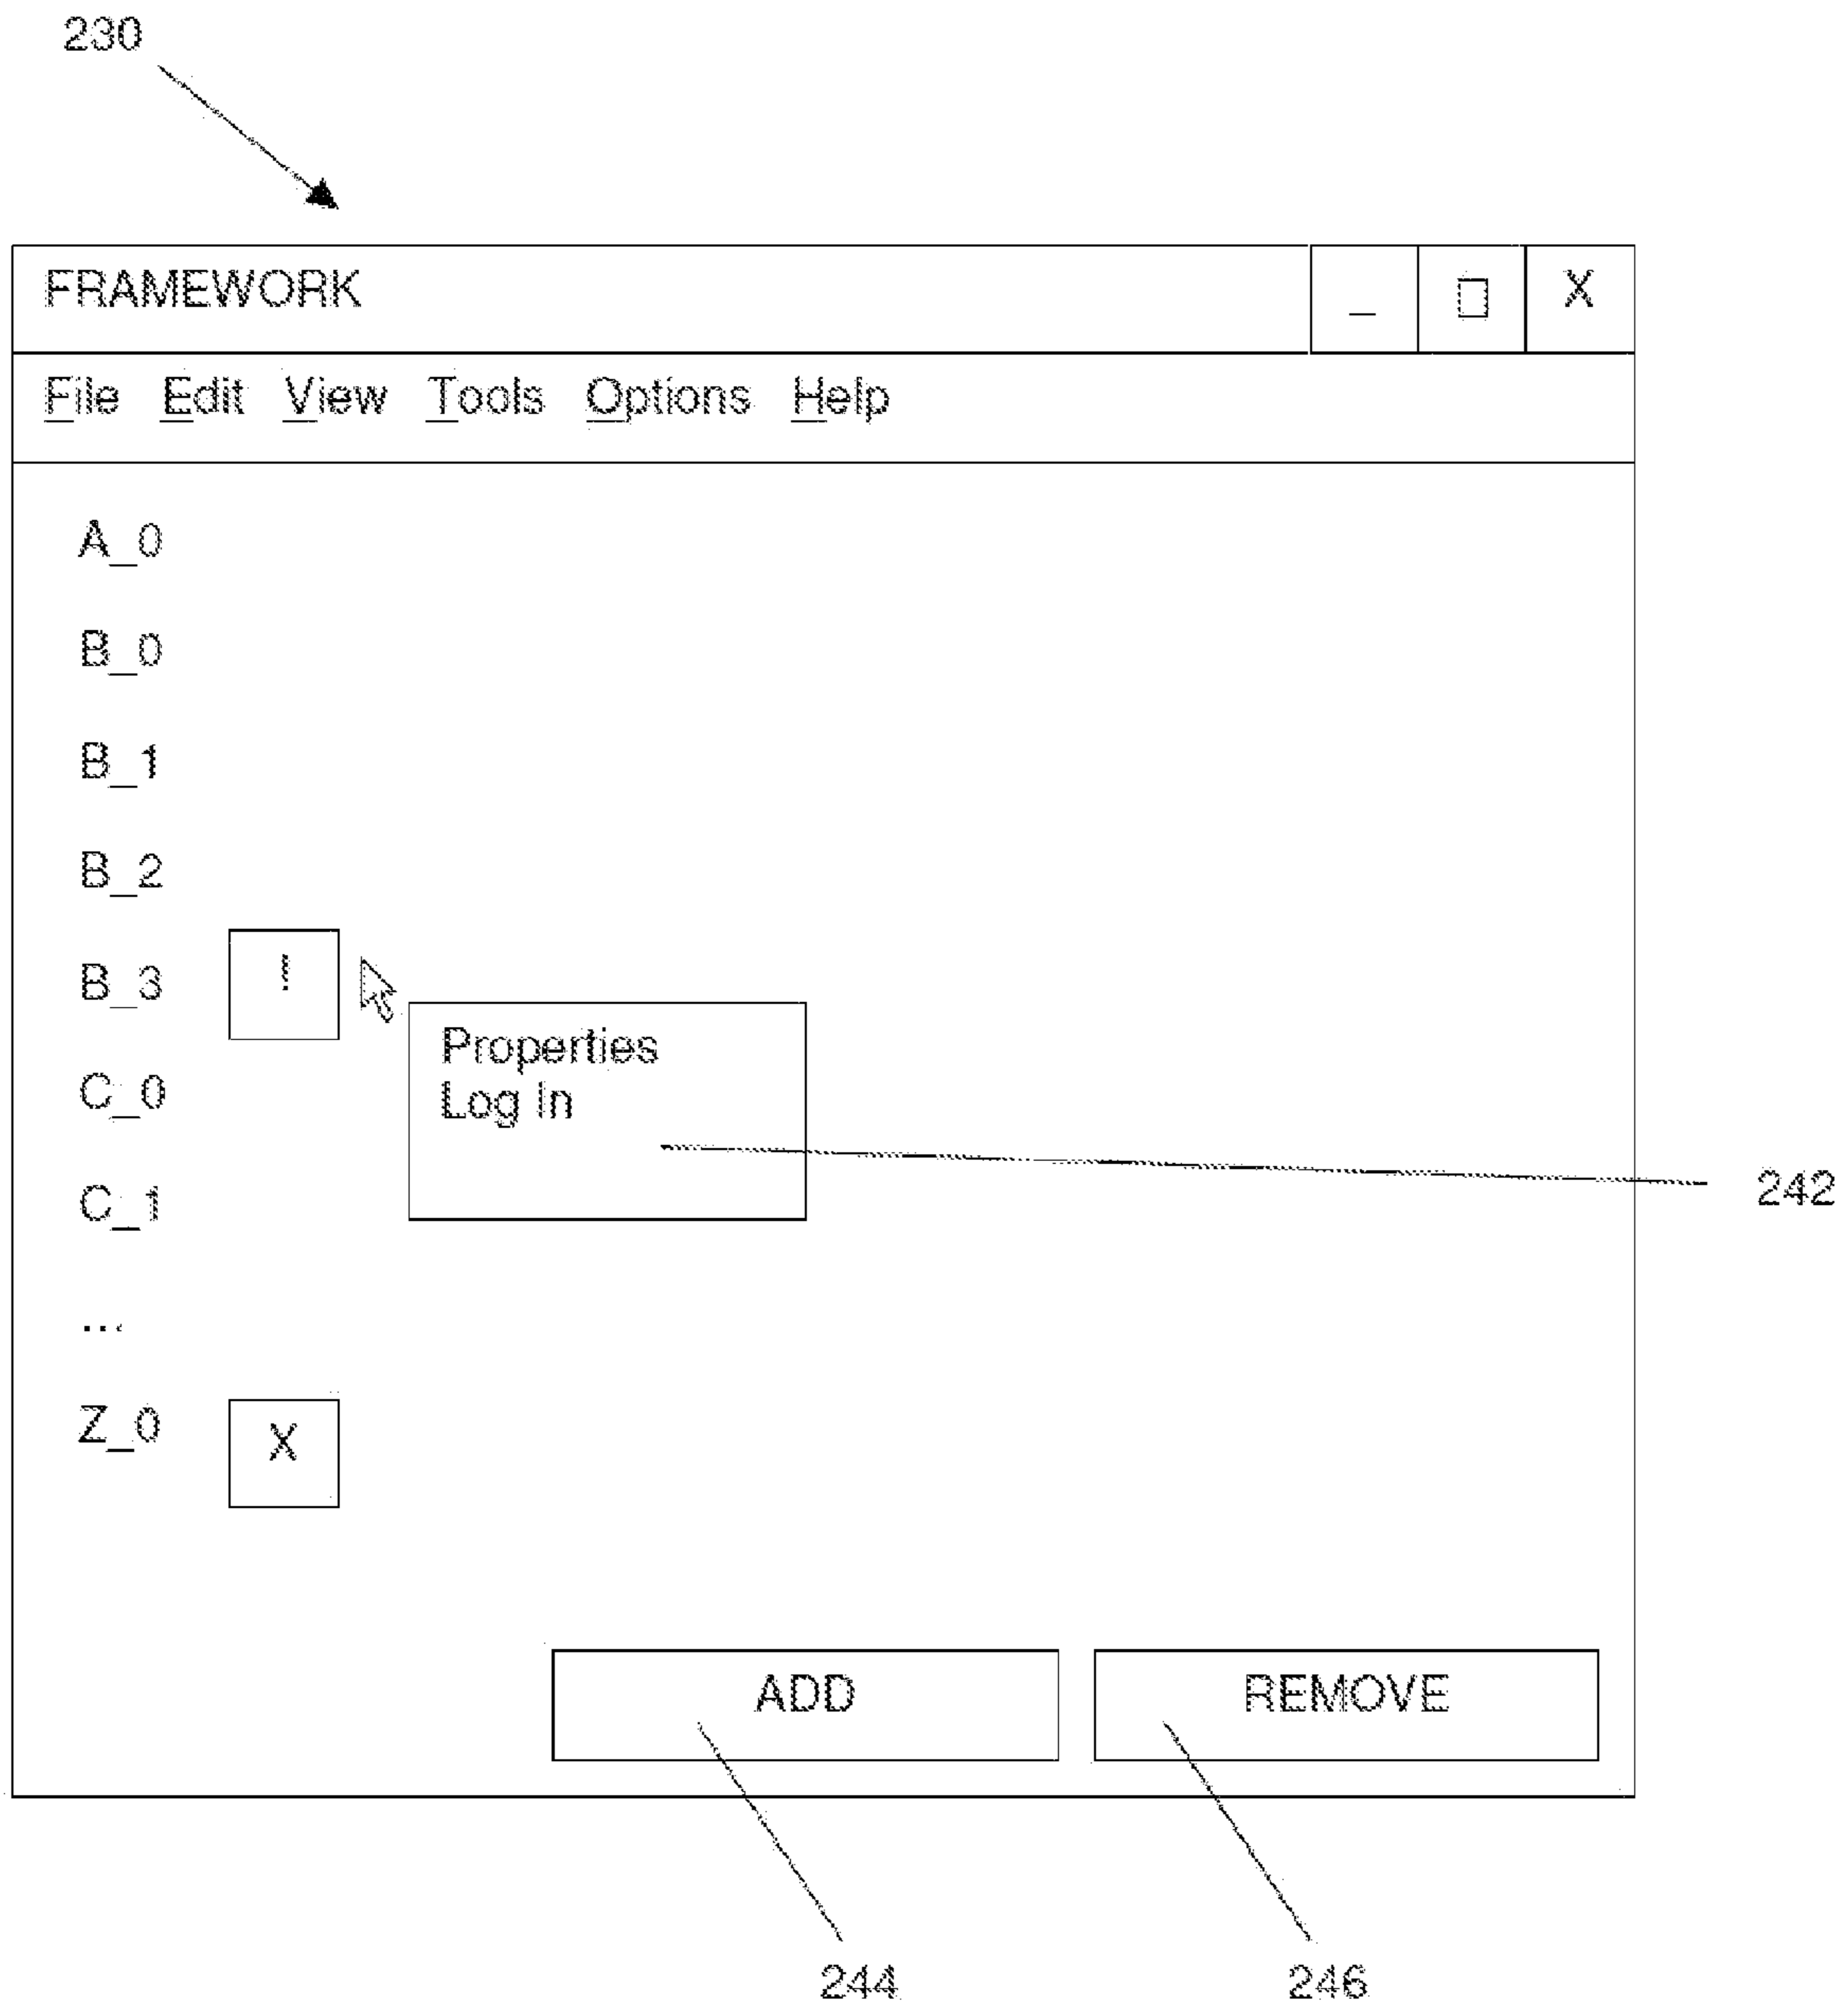 230
FRAMEWORK _ □ X
File Edit View Tools Options Help
A_0
B_0
B_1
B_2
B_3 !
Properties
Log In
C_0
242
C_1
...
Z_0 X
ADD REMOVE
244 246